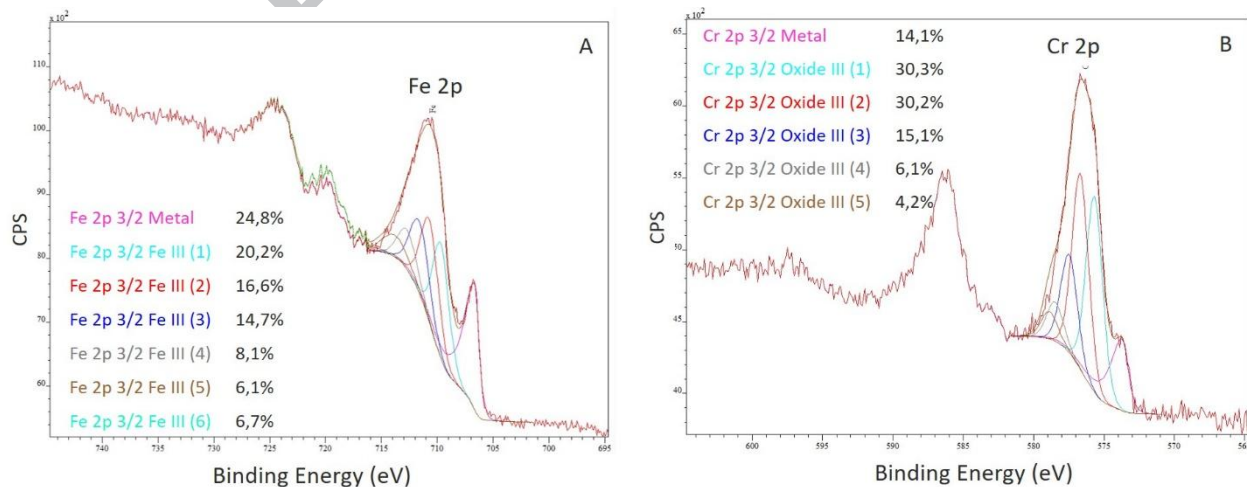 x 10²
A
Fe 2p
Fe
110
100
90
80
70
60
CPS
Fe 2p 3/2 Metal 24,8%
Fe 2p 3/2 Fe III (1) 20,2%
Fe 2p 3/2 Fe III (2) 16,6%
Fe 2p 3/2 Fe III (3) 14,7%
Fe 2p 3/2 Fe III (4) 8,1%
Fe 2p 3/2 Fe III (5) 6,1%
Fe 2p 3/2 Fe III (6) 6,7%
740 735 730 725 720 715 710 705 700 695
Binding Energy (eV)
x 10²
B
Cr 2p
Cr 2p 3/2 Metal 14,1%
Cr 2p 3/2 Oxide III (1) 30,3%
Cr 2p 3/2 Oxide III (2) 30,2%
Cr 2p 3/2 Oxide III (3) 15,1%
Cr 2p 3/2 Oxide III (4) 6,1%
Cr 2p 3/2 Oxide III (5) 4,2%
65
60
55
50
45
40
CPS
600 595 590 585 580 575 570
Binding Energy (eV)